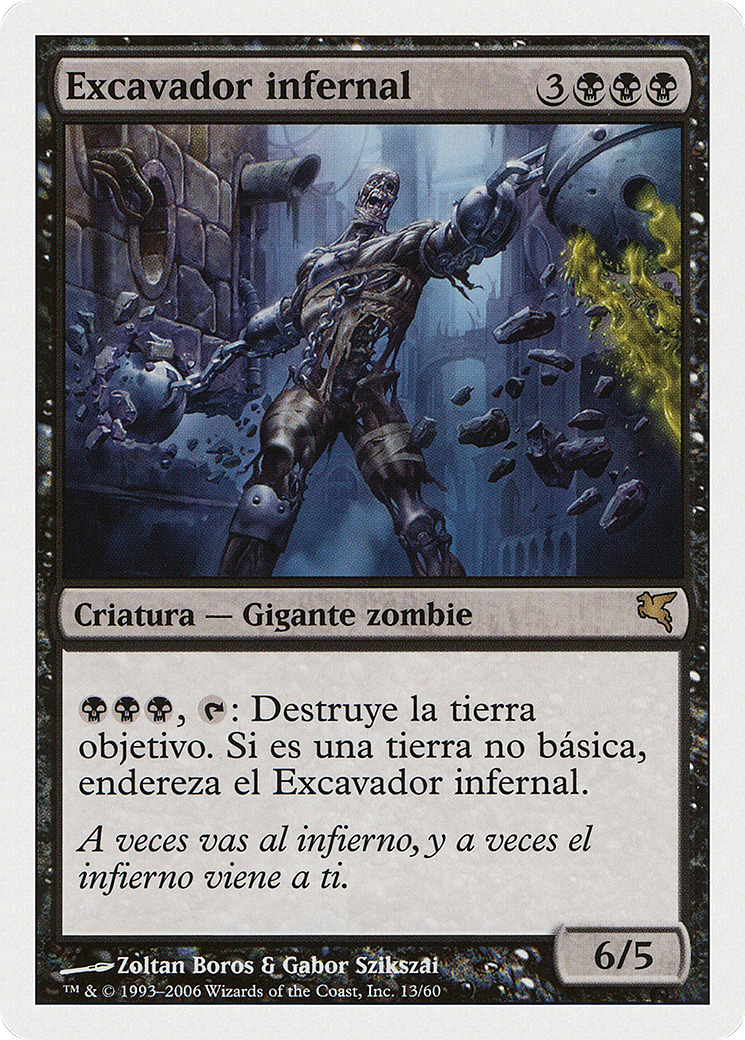 Excavador infernal 3
Criatura — Gigante zombie
, : Destruye la tierra
objetivo. Si es una tierra no básica,
endereza el Excavador infernal.
A veces vas al infierno, y a veces el
infierno viene a ti.
6/5
Zoltan Boros & Gabor Szikszai
™ & © 1993–2006 Wizards of the Coast, Inc. 13/60